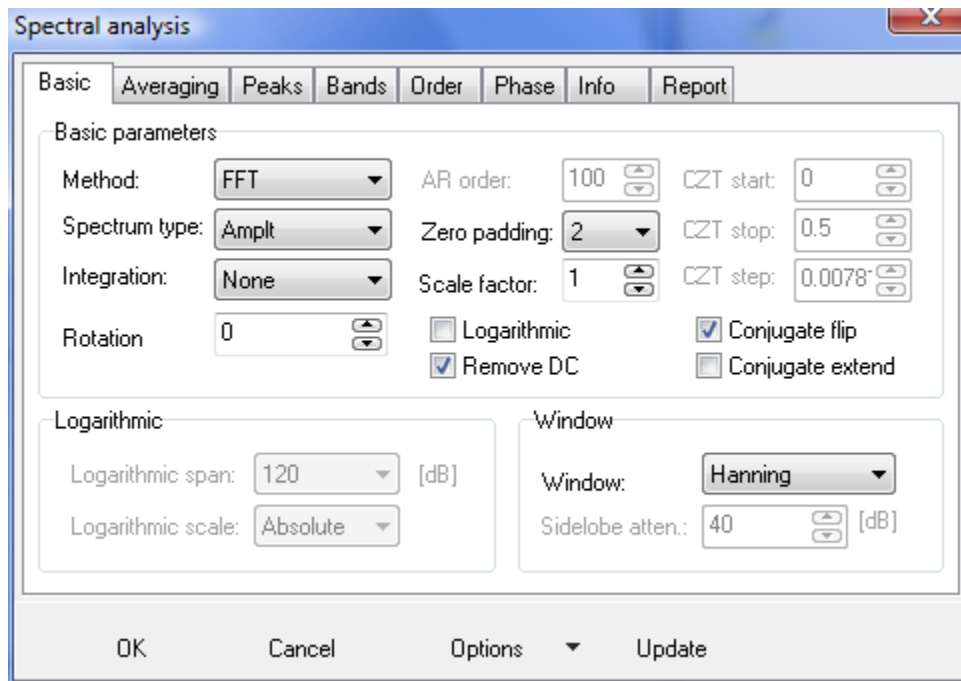 Spectral analysis X
Basic Averaging Peaks Bands Order Phase Info Report
Basic parameters
Method: FFT AR order: 100 CZT start: 0
Spectrum type: Amplt Zero padding: 2 CZT stop: 0.5
Integration: None Scale factor: 1 CZT step: 0.0078
Rotation 0 Logarithmic Conjugate flip
Remove DC Conjugate extend
Logarithmic Window
Logarithmic span: 120 [dB] Window: Hanning
Logarithmic scale: Absolute Sidelobe atten.: 40 [dB]
OK Cancel Options Update